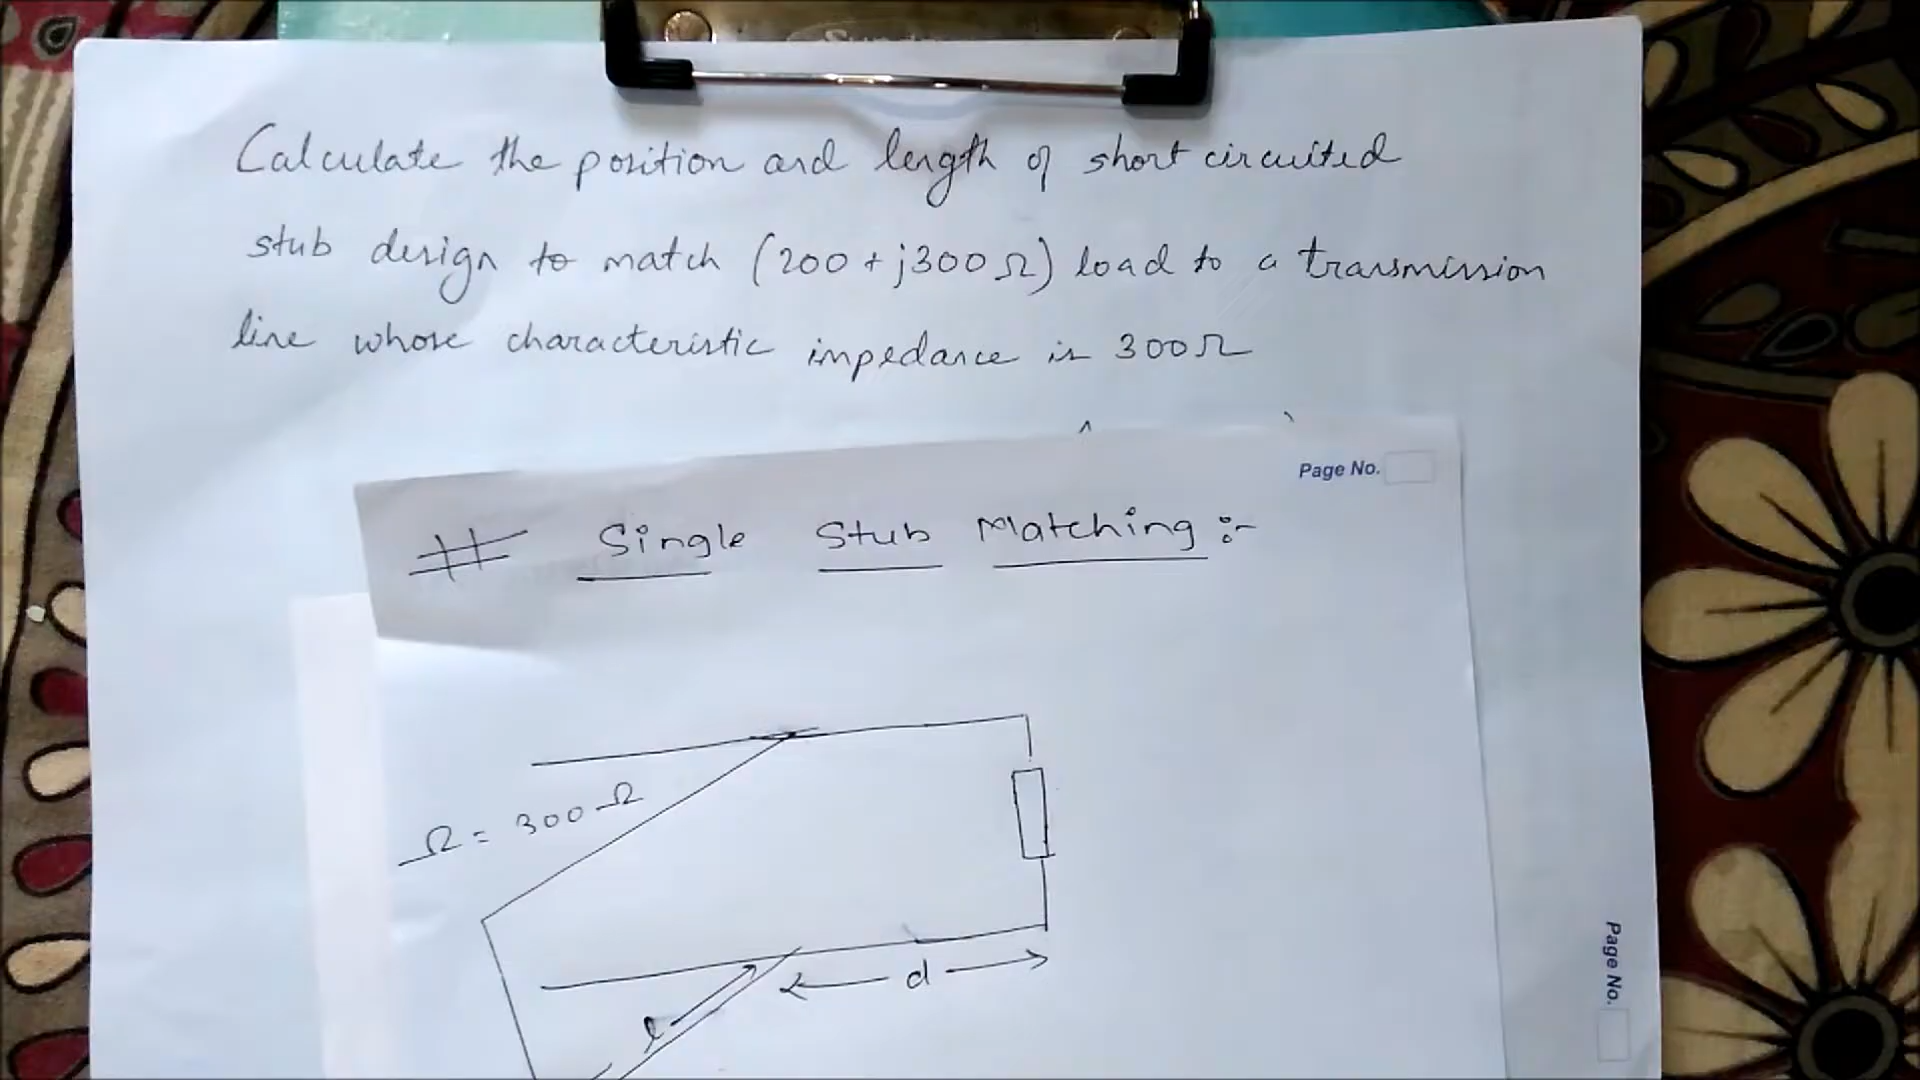 Calculate the position and length of short circuited
stub design to match (200 + j300 Ω) load to a transmission
line whose characteristic impedance is 300Ω
Page No.
# Single Stub Matching :-
Ω = 300 Ω
d
l
Page No.